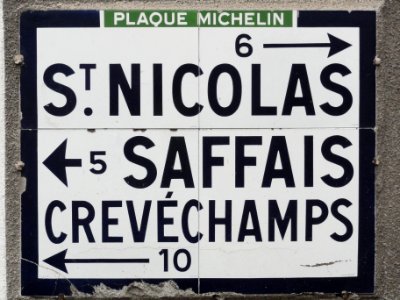 PLAQUE MICHELIN
6
ST. NICOLAS
5 SAFFAIS
CREVÉCHAMPS
10